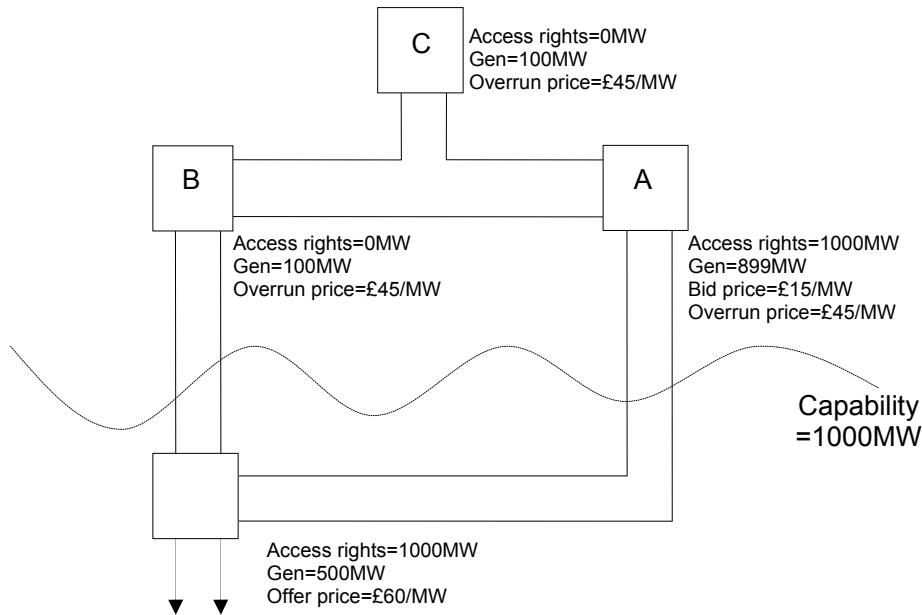 C
Access rights=0MW
Gen=100MW
Overrun price=£45/MW
B
A
Access rights=0MW
Gen=100MW
Overrun price=£45/MW
Access rights=1000MW
Gen=899MW
Bid price=£15/MW
Overrun price=£45/MW
Capability
=1000MW
Access rights=1000MW
Gen=500MW
Offer price=£60/MW